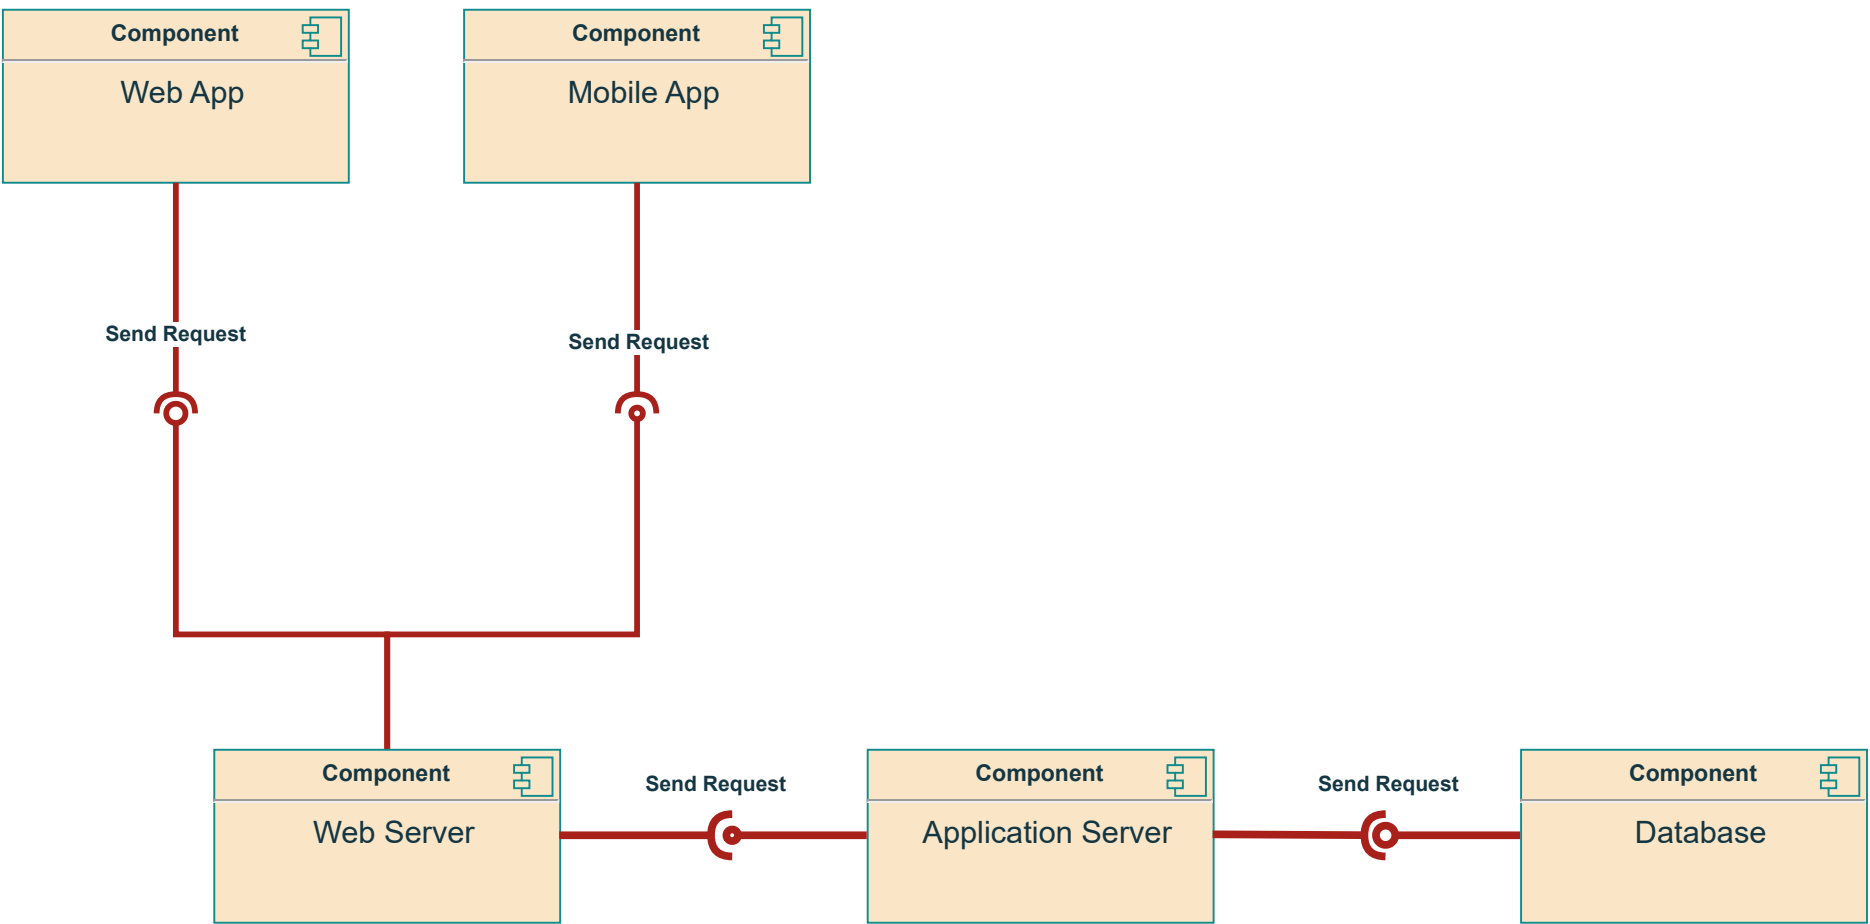 Component
Web App
Component
Mobile App
Send Request
Send Request
Component
Web Server
Send Request
Component
Application Server
Send Request
Component
Database